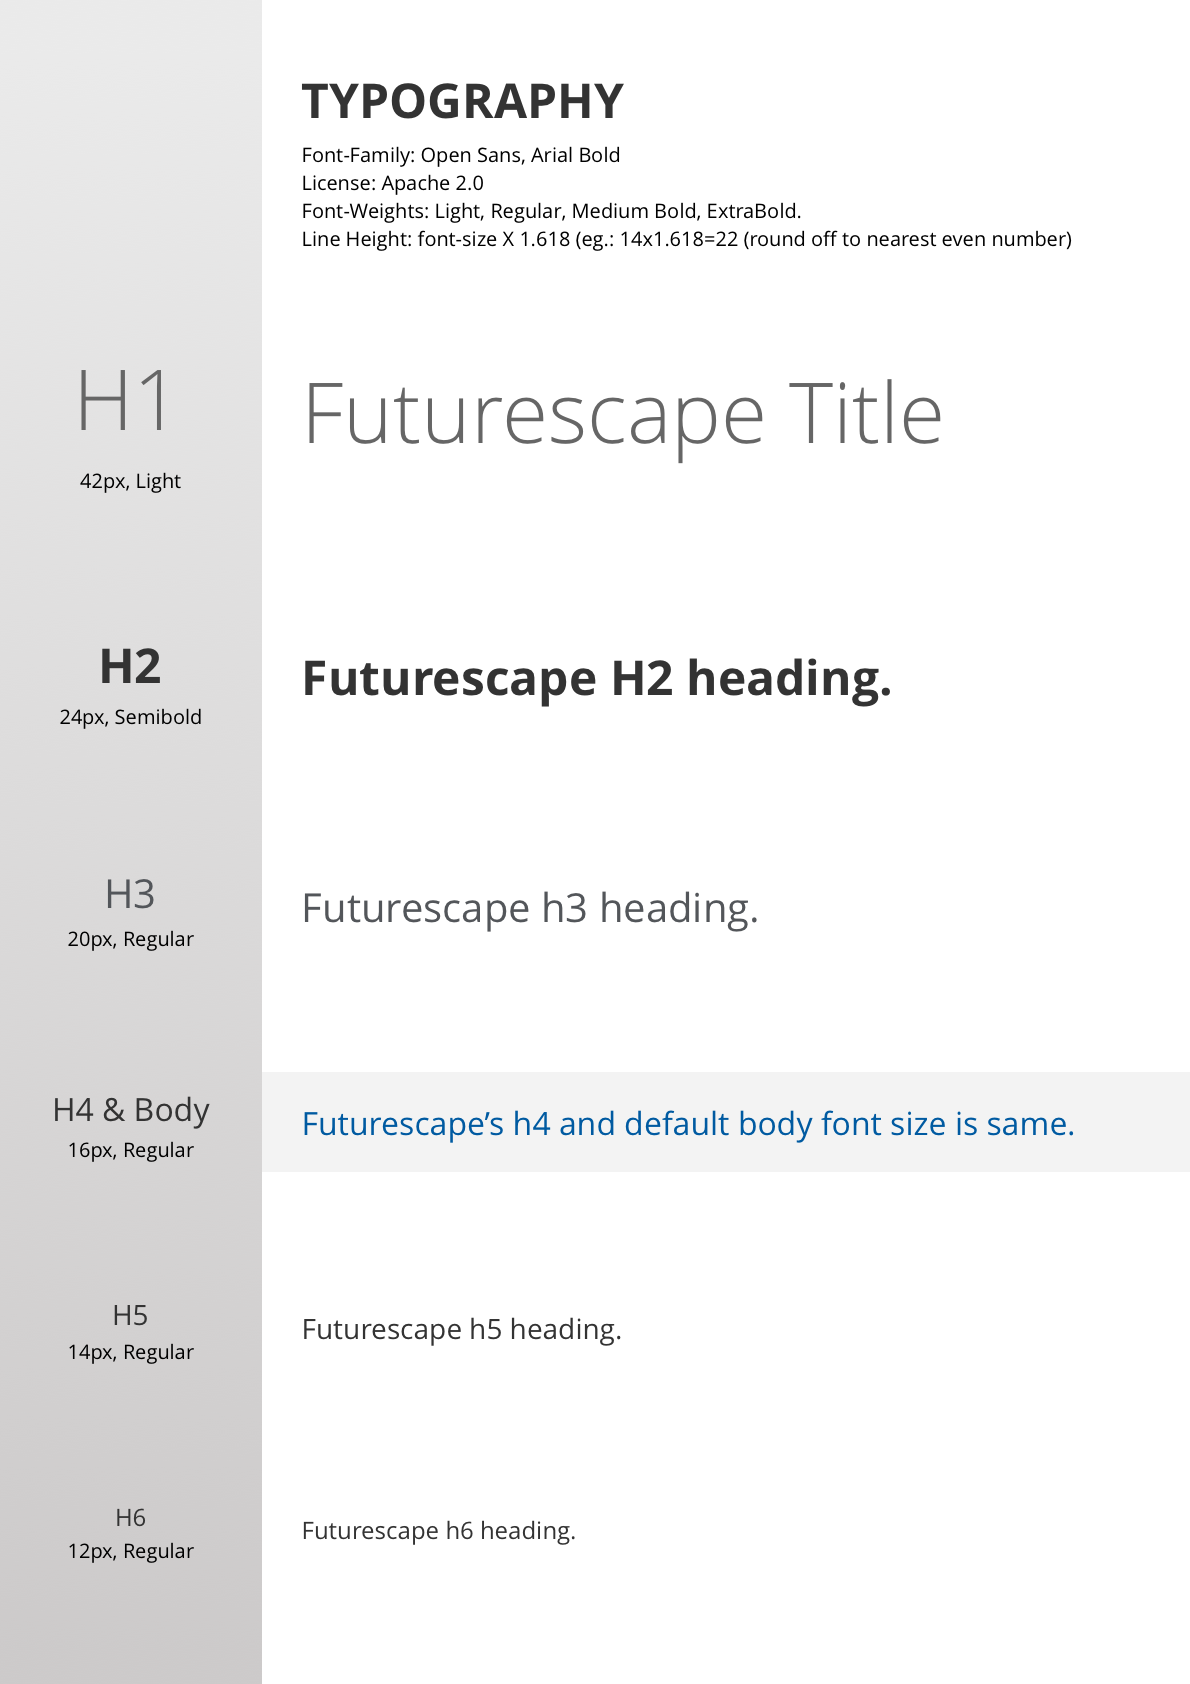 TYPOGRAPHY
Font-Family: Open Sans, Arial Bold
License: Apache 2.0
Font-Weights: Light, Regular, Medium Bold, ExtraBold.
Line Height: font-size X 1.618 (eg.: 14x1.618=22 (round off to nearest even number)
H1
42px, Light
Futurescape Title
H2
24px, Semibold
Futurescape H2 heading.
H3
20px, Regular
Futurescape h3 heading.
H4 & Body
16px, Regular
Futurescape’s h4 and default body font size is same.
H5
14px, Regular
Futurescape h5 heading.
H6
12px, Regular
Futurescape h6 heading.